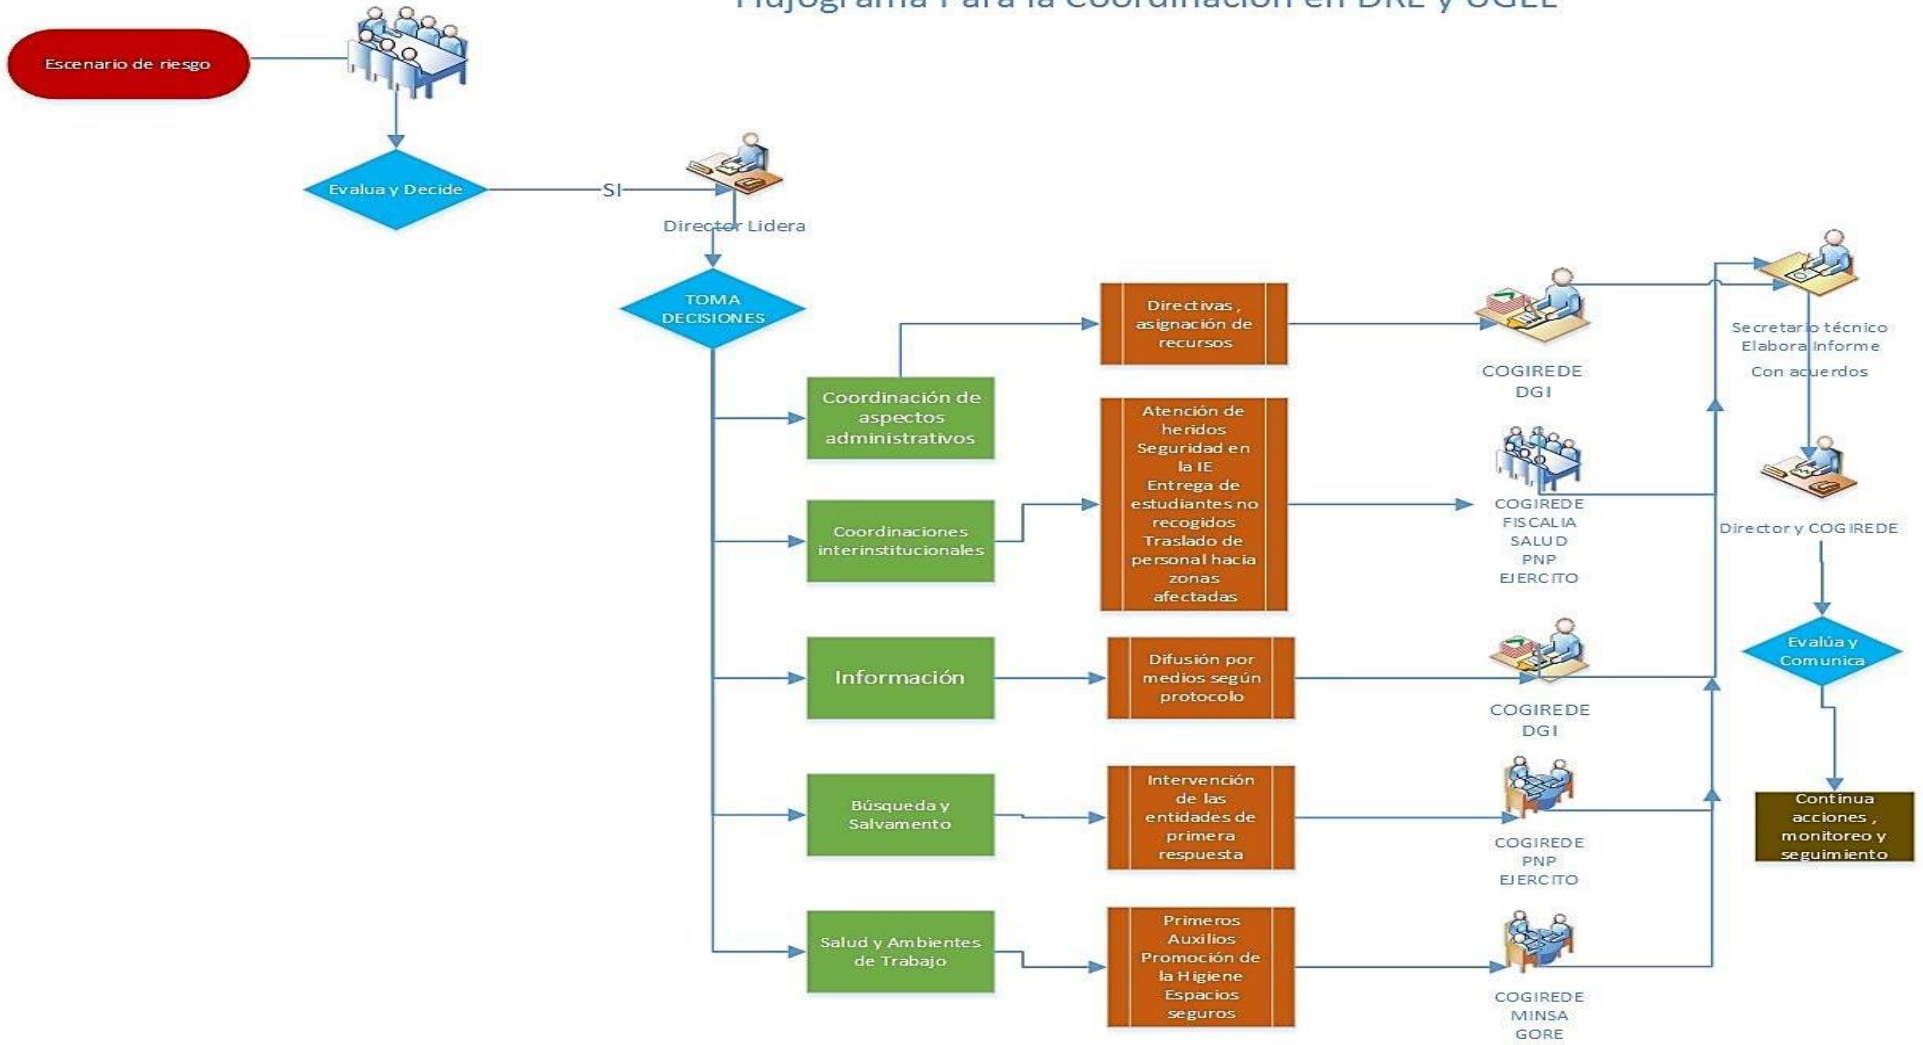 Flujograma Para la Coordinación en DRE y UGEL
Escenario de riesgo
Evalua y Decide
SI
Director Lidera
TOMA
DECISIONES
Coordinación de
aspectos
administrativos
Directivas ,
asignación de
recursos
COGIREDE
DGI
Coordinaciones
interinstitucionales
Atención de
heridos
Seguridad en
la IE
Entrega de
estudiantes no
recogidos
Traslado de
personal hacia
zonas
afectadas
COGIREDE
FISCALIA
SALUD
PNP
EJERCITO
Información
Difusión por
medios según
protocolo
COGIREDE
DGI
Búsqueda y
Salvamento
Intervención
de las
entidades de
primera
respuesta
COGIREDE
PNP
EJERCITO
Salud y Ambientes
de Trabajo
Primeros
Auxilios
Promoción de
la Higiene
Espacios
seguros
COGIREDE
MINSA
GORE
Secretario técnico
Elabora Informe
Con acuerdos
Director y COGIREDE
Evalúa y
Comunica
Continua
acciones ,
monitoreo y
seguimiento